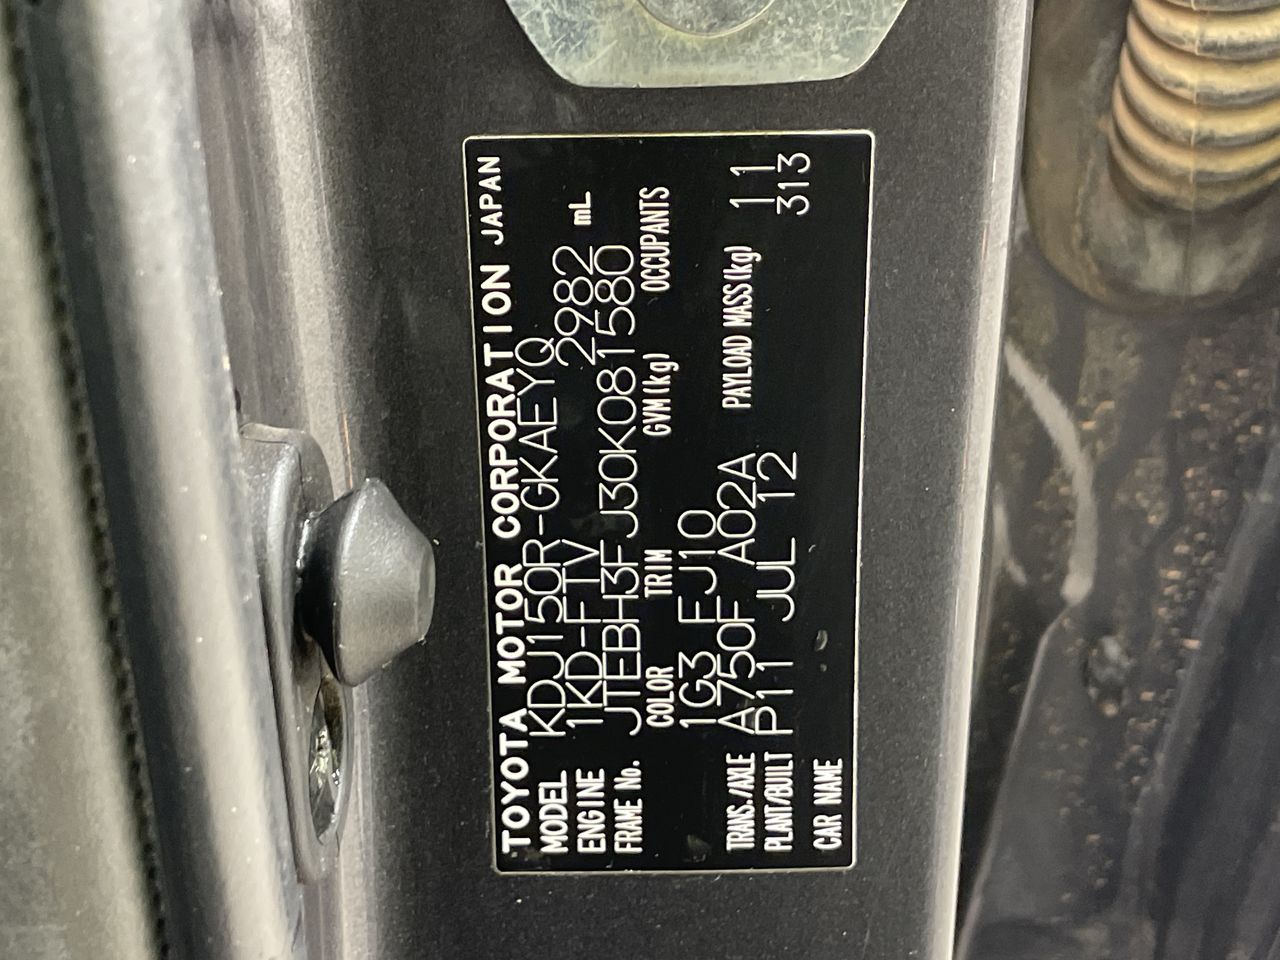 TOYOTA MOTOR CORPORATION JAPAN
MODEL KDJ150R-GKAEYQ
ENGINE 1KD-FTV 2982 mL
FRAME No. JTEBH3FJ30K081580
COLOR TRIM GVM(kg) OCCUPANTS
1G3 FJ10
TRANS./AXLE A750F A02A PAYLOAD MASS(kg) 11
PLANT/BUILT P11 JUL 12 313
CAR NAME